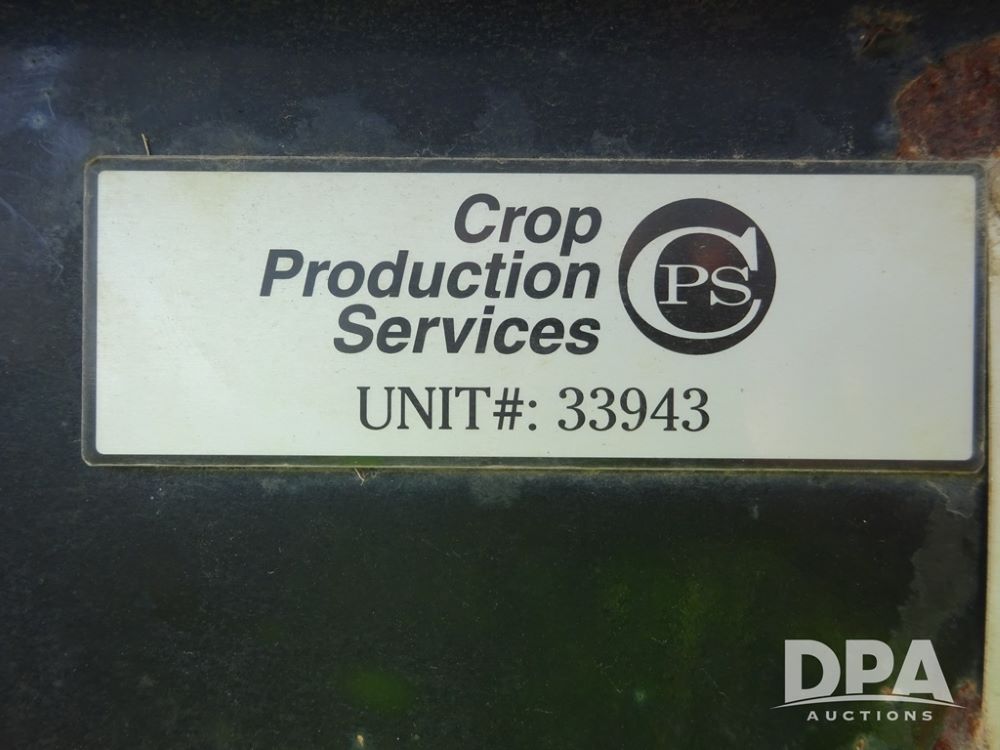 Crop
Production
Services
CPS
UNIT#: 33943
DPA
AUCTIONS